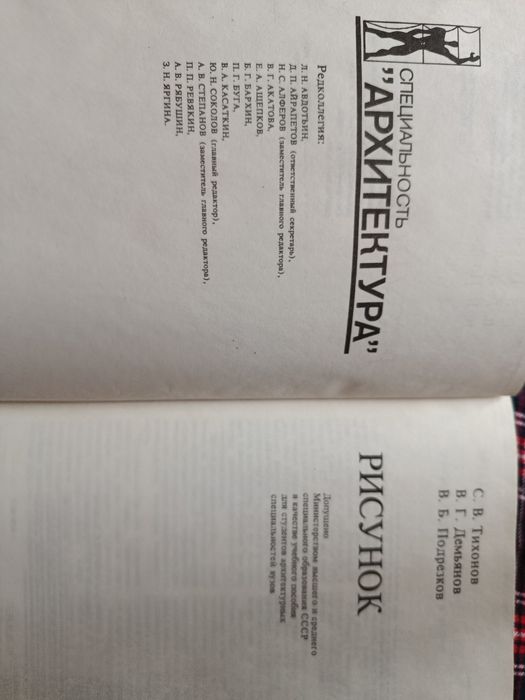 СПЕЦИАЛЬНОСТЬ
"АРХИТЕКТУРА"
Редколлегия:
Л. Н. АВДОТЬИН,
Д. П. АЙРАПЕТОВ (ответственный секретарь),
Н. С. АЛФЕРОВ (заместитель главного редактора),
В. Г. АКАТОВА,
Е. А. АЩЕПКОВ,
Б. Г. БАРХИН,
П. Г. БУГА,
В. А. КАСАТКИН,
Ю. Н. СОКОЛОВ (главный редактор),
А. В. СТЕПАНОВ (заместитель главного редактора),
П. П. РЕВЯКИН,
А. В. РЯБУШИН,
З. Н. ЯРГИНА.
С. В. Тихонов
В. Г. Демьянов
В. Б. Подрезков
РИСУНОК
Допущено
Министерством высшего и среднего
специального образования СССР
в качестве учебного пособия
для студентов архитектурных
специальностей вузов